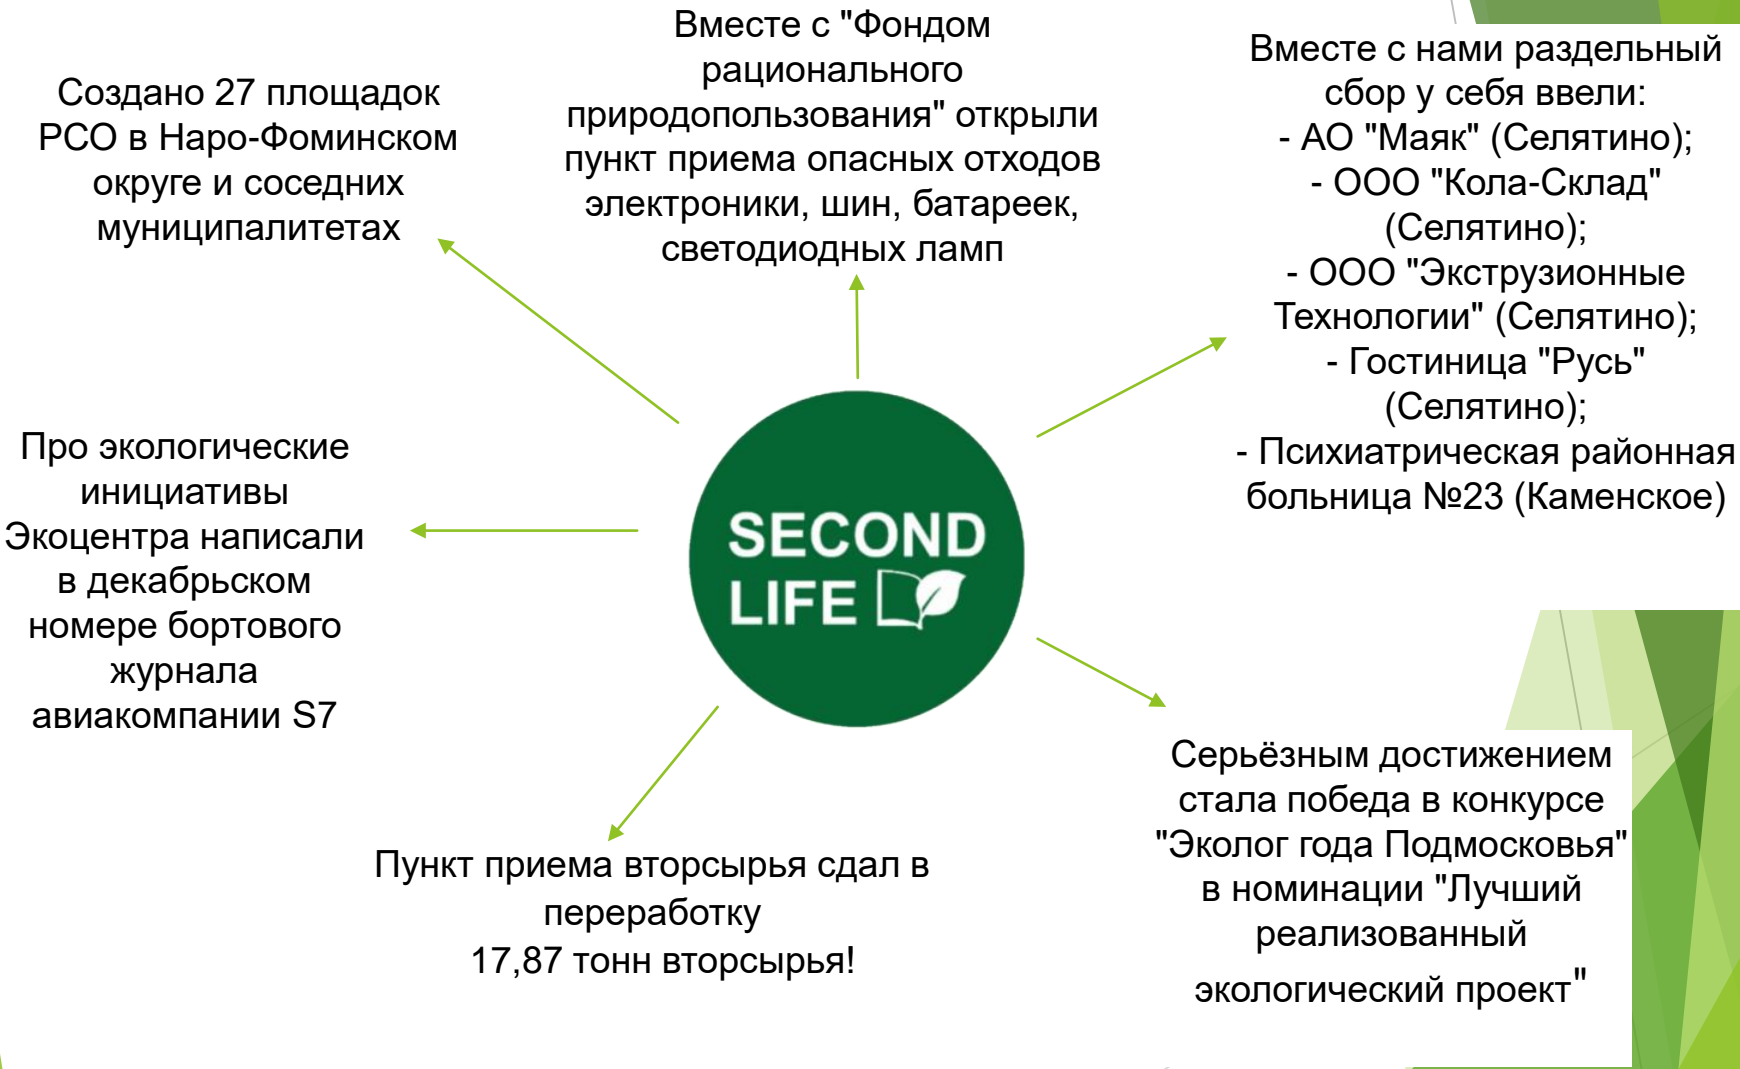 Создано 27 площадок
РСО в Наро-Фоминском
округе и соседних
муниципалитетах
Вместе с "Фондом
рационального
природопользования" открыли
пункт приема опасных отходов
электроники, шин, батареек,
светодиодных ламп
Вместе с нами раздельный
сбор у себя ввели:
- АО "Маяк" (Селятино);
- ООО "Кола-Склад"
(Селятино);
- ООО "Экструзионные
Технологии" (Селятино);
- Гостиница "Русь"
(Селятино);
- Психиатрическая районная
больница №23 (Каменское)
Про экологические
инициативы
Экоцентра написали
в декабрьском
номере бортового
журнала
авиакомпании S7
SECOND
LIFE
Пункт приема вторсырья сдал в
переработку
17,87 тонн вторсырья!
Серьёзным достижением
стала победа в конкурсе
"Эколог года Подмосковья"
в номинации "Лучший
реализованный
экологический проект"